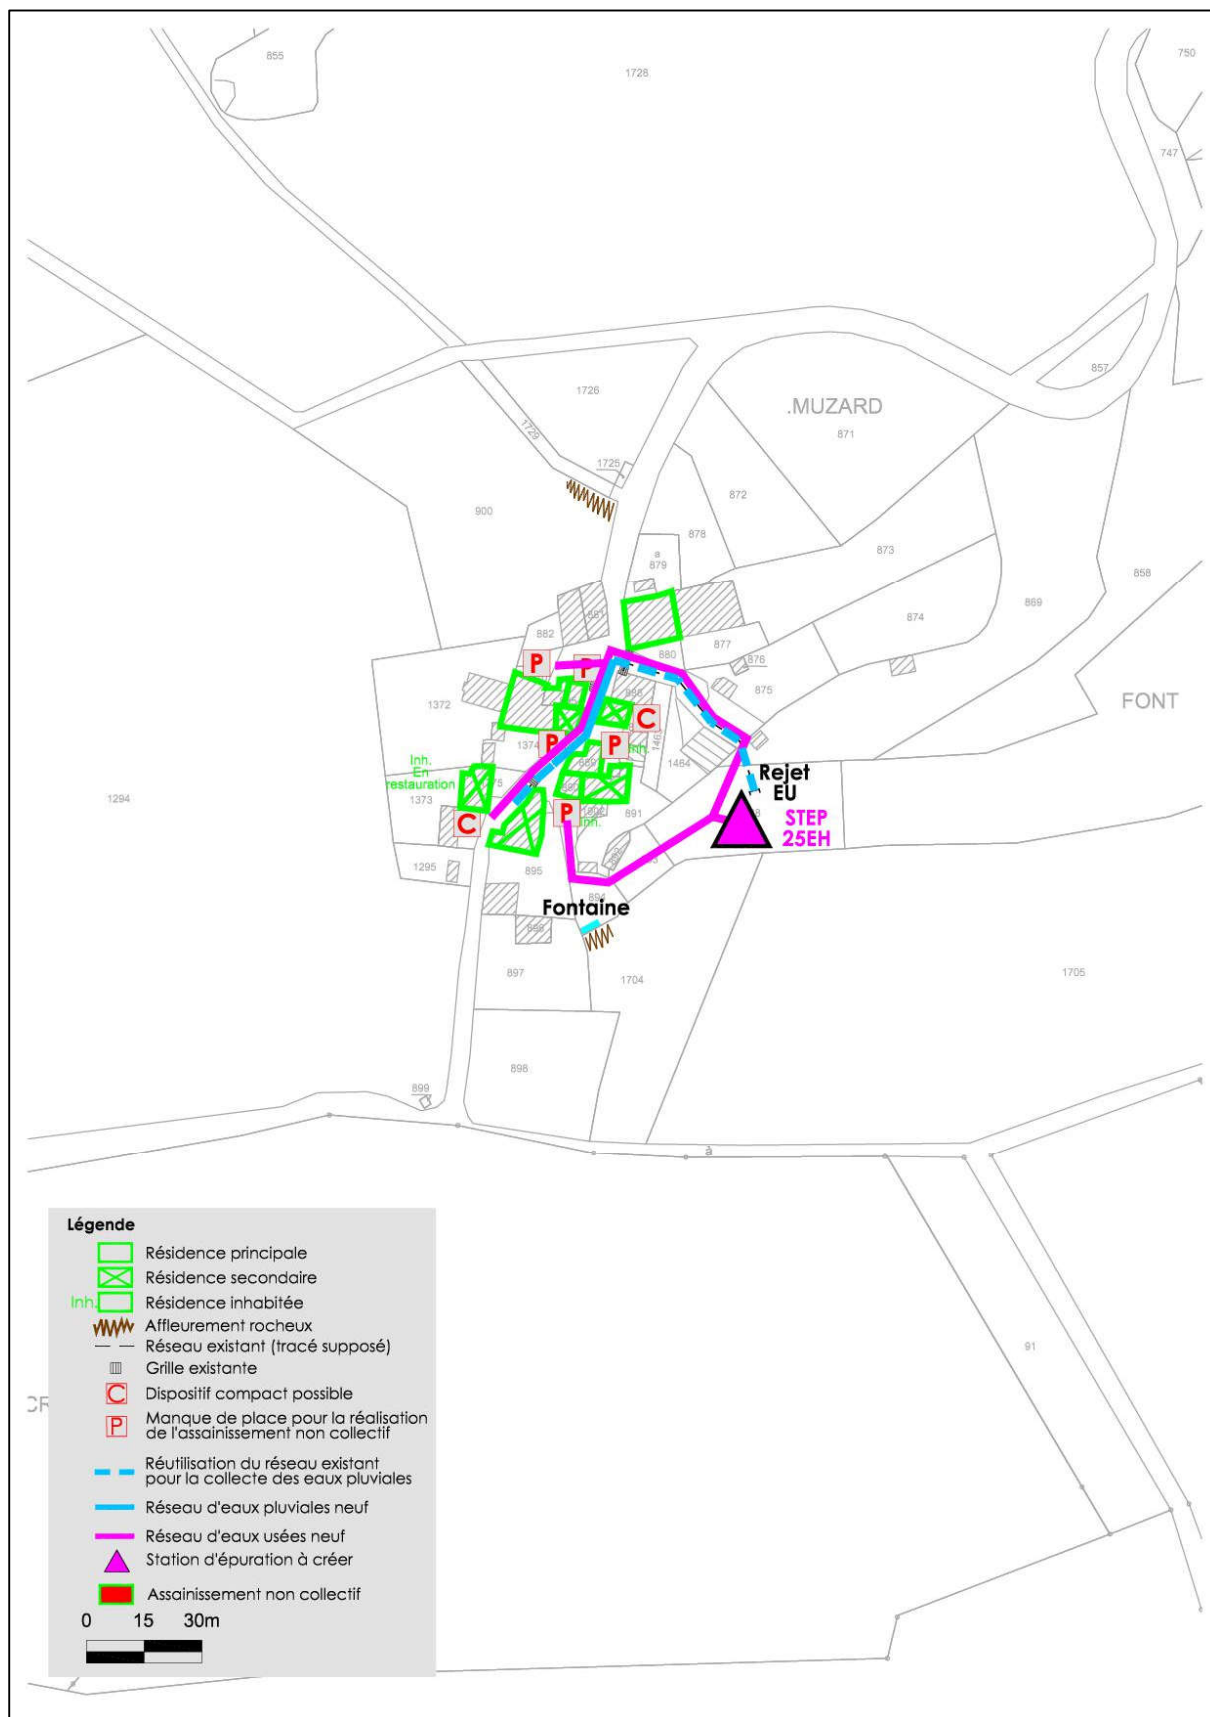 855
1728
750
747
857
1726
.MUZARD
871
1729
1725
872
900
878
873
858
a
879
869
874
881
882
877
880
876
P
P
875
1372
FONT
C
1374
P
P
Inh.
Inh.
En
restauration
1464
Rejet
EU
1294
1373
P
891
STEP
25EH
C
Inh.
1295
895
894
Fontaine
897
1704
1705
898
899
à
91
Légende
Résidence principale
Résidence secondaire
Inh. Résidence inhabitée
Affleurement rocheux
Réseau existant (tracé supposé)
Grille existante
C Dispositif compact possible
P Manque de place pour la réalisation
de l'assainissement non collectif
Réutilisation du réseau existant
pour la collecte des eaux pluviales
Réseau d'eaux pluviales neuf
Réseau d'eaux usées neuf
Station d'épuration à créer
Assainissement non collectif
0 15 30m